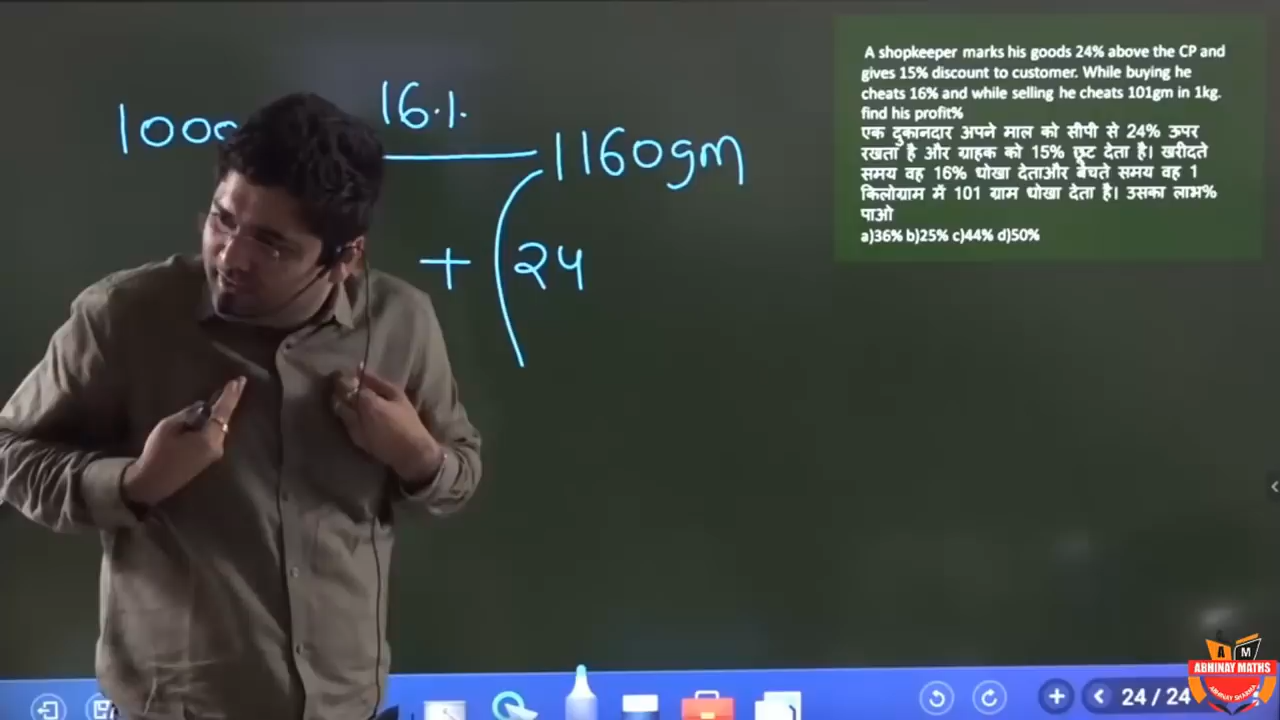 A shopkeeper marks his goods 24% above the CP and
gives 15% discount to customer. While buying he
cheats 16% and while selling he cheats 101gm in 1kg.
find his profit%
एक दुकानदार अपने माल को सीपी से 24% ऊपर
रखता है और ग्राहक को 15% छूट देता है। खरीदते
समय वह 16% धोखा देताऔर बेचते समय वह 1
किलोग्राम में 101 ग्राम धोखा देता है। उसका लाभ%
पाओ
a)36% b)25% c)44% d)50%
16%
1000
1160gm
+ ( 24
24 / 24
A M
ABHINAY MATHS
ABHINAY SHARMA